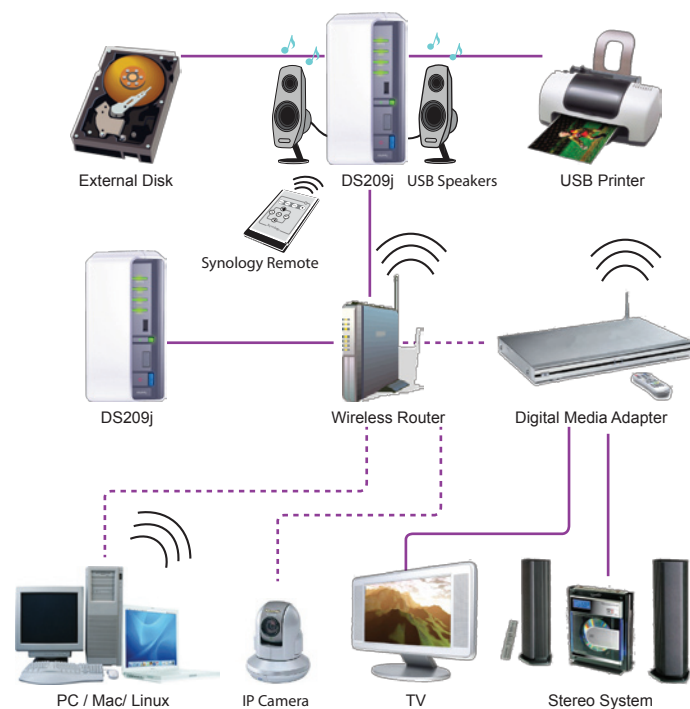 External Disk
DS209j
USB Speakers
USB Printer
Synology Remote
DS209j
Wireless Router
Digital Media Adapter
PC / Mac/ Linux
IP Camera
TV
Stereo System